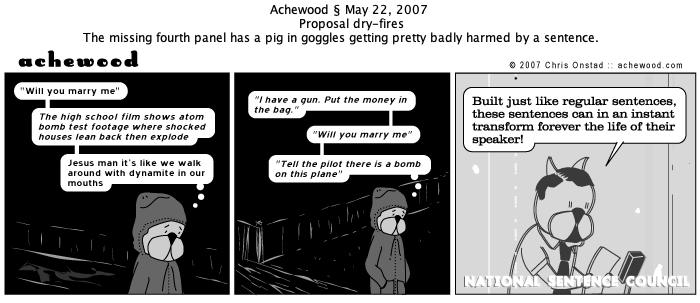 Achewood § May 22, 2007
Proposal dry-fires
The missing fourth panel has a pig in goggles getting pretty badly harmed by a sentence.
achewood
© 2007 Chris Onstad :: achewood.com
"Will you marry me"
The high school film shows atom
bomb test footage where shocked
houses lean back then explode
Jesus man it's like we walk
around with dynamite in our
mouths
"I have a gun. Put the money in
the bag."
"Will you marry me"
"Tell the pilot there is a bomb
on this plane"
Built just like regular sentences,
these sentences can in an instant
transform forever the life of their
speaker!
NATIONAL SENTENCE COUNCIL